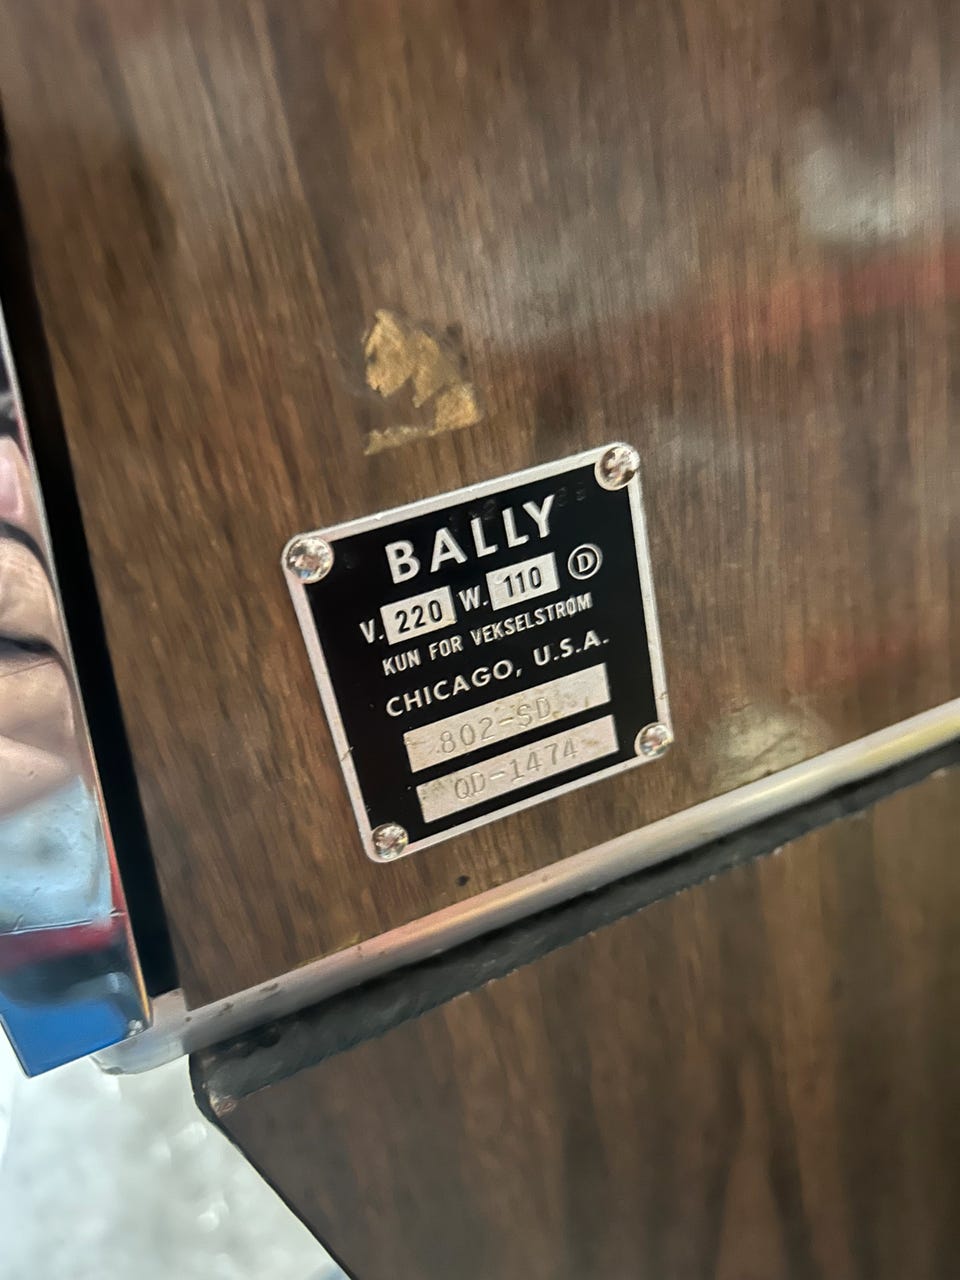 BALLY
V. 220 W. 110 Ⓓ
KUN FOR VEKSELSTRØM
CHICAGO, U.S.A.
802-SD
QD-1474